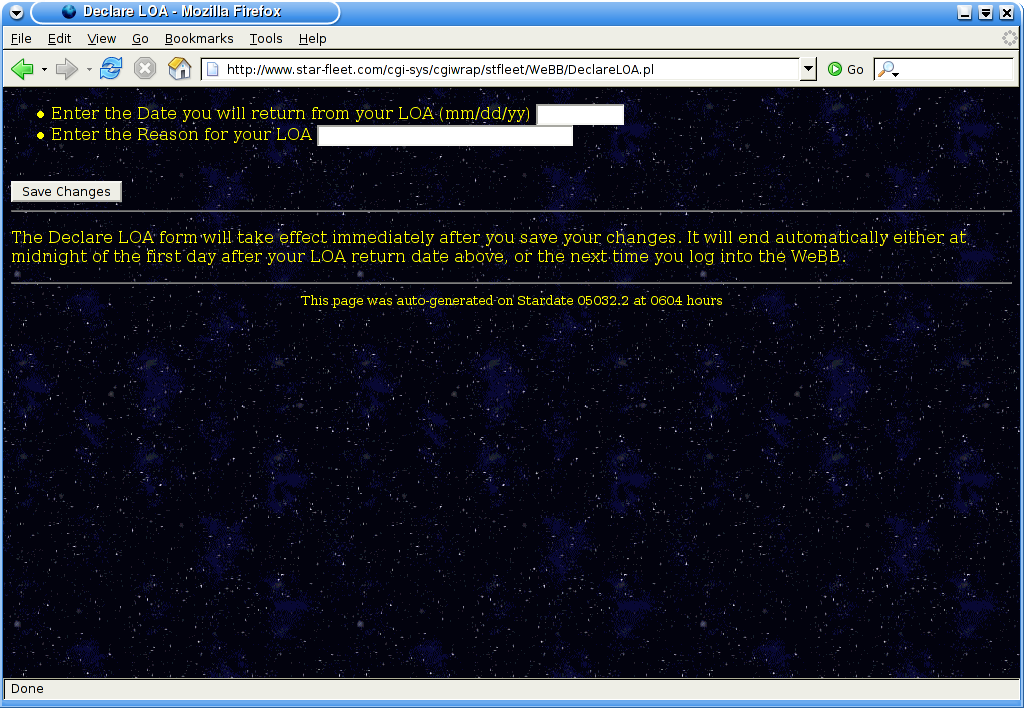 Declare LOA - Mozilla Firefox
File Edit View Go Bookmarks Tools Help
http://www.star-fleet.com/cgi-sys/cgiwrap/stfleet/WeBB/DeclareLOA.pl Go
Enter the Date you will return from your LOA (mm/dd/yy)
Enter the Reason for your LOA
Save Changes
The Declare LOA form will take effect immediately after you save your changes. It will end automatically either at
midnight of the first day after your LOA return date above, or the next time you log into the WeBB.
This page was auto-generated on Stardate 05032.2 at 0604 hours
Done